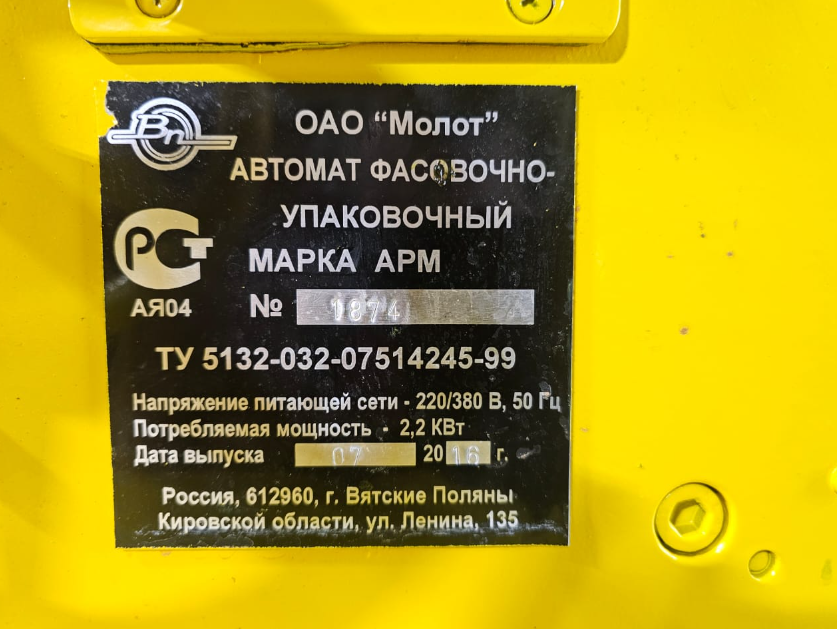 Вп
ОАО “Молот”
АВТОМАТ ФАСОВОЧНО-
УПАКОВОЧНЫЙ
РСТ
МАРКА АРМ
АЯ04
№ 1874
ТУ 5132-032-07514245-99
Напряжение питающей сети - 220/380 В, 50 Гц
Потребляемая мощность - 2,2 КВт
Дата выпуска 07 2016 г.
Россия, 612960, г. Вятские Поляны
Кировской области, ул. Ленина, 135